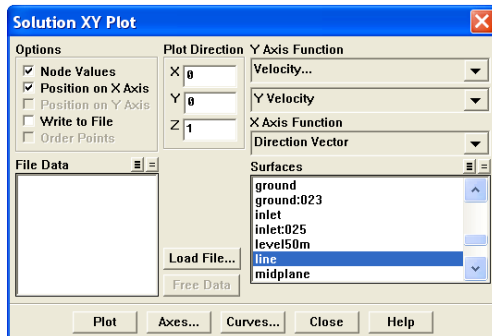 Solution XY Plot
Options
Node Values
Position on X Axis
Position on Y Axis
Write to File
Order Points
Plot Direction
X 0
Y 0
Z 1
Y Axis Function
Velocity...
Y Velocity
X Axis Function
Direction Vector
File Data
Load File...
Free Data
Surfaces
ground
ground:023
inlet
inlet:025
level50m
line
midplane
Plot
Axes...
Curves...
Close
Help